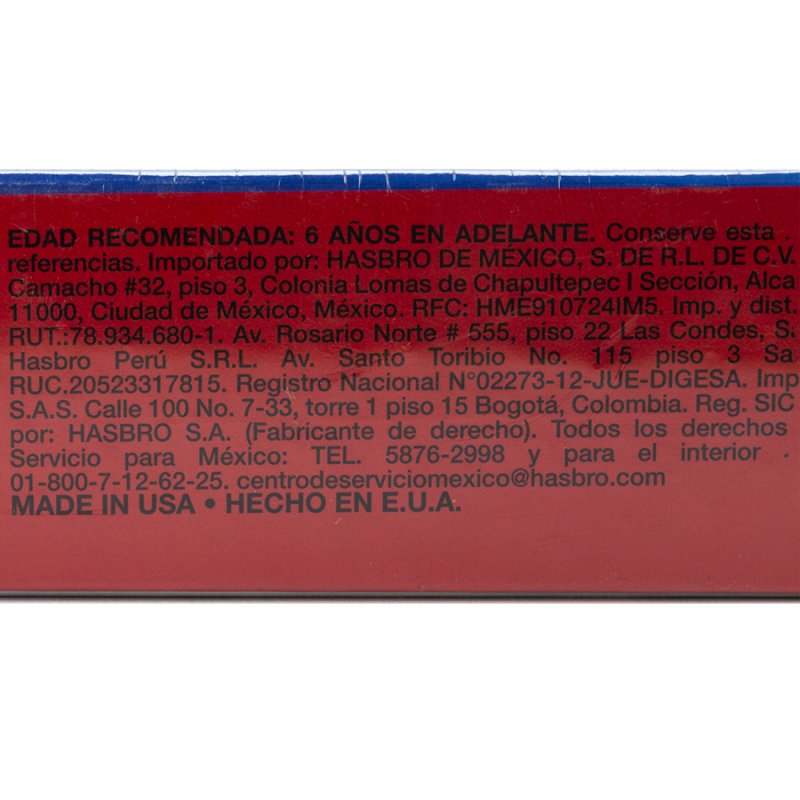 EDAD RECOMENDADA: 6 AÑOS EN ADELANTE. Conserve esta .
referencias. Importado por: HASBRO DE MÉXICO, S. DE R.L. DE C.V.
Camacho #32, piso 3, Colonia Lomas de Chapultepec I Sección, Alca
11000, Ciudad de México, México. RFC: HME910724IM5. Imp. y dist.
RUT.:78.934.680-1. Av. Rosario Norte # 555, piso 22 Las Condes, S.
Hasbro Perú S.R.L. Av. Santo Toribio No. 115 piso 3 Sa
RUC.20523317815. Registro Nacional N°02273-12-JUE-DIGESA. Imp
S.A.S. Calle 100 No. 7-33, torre 1 piso 15 Bogotá, Colombia. Reg. SIC
por: HASBRO S.A. (Fabricante de derecho). Todos los derechos
Servicio para México: TEL. 5876-2998 y para el interior .
01-800-7-12-62-25. centrodeserviciomexico@hasbro.com
MADE IN USA • HECHO EN E.U.A.